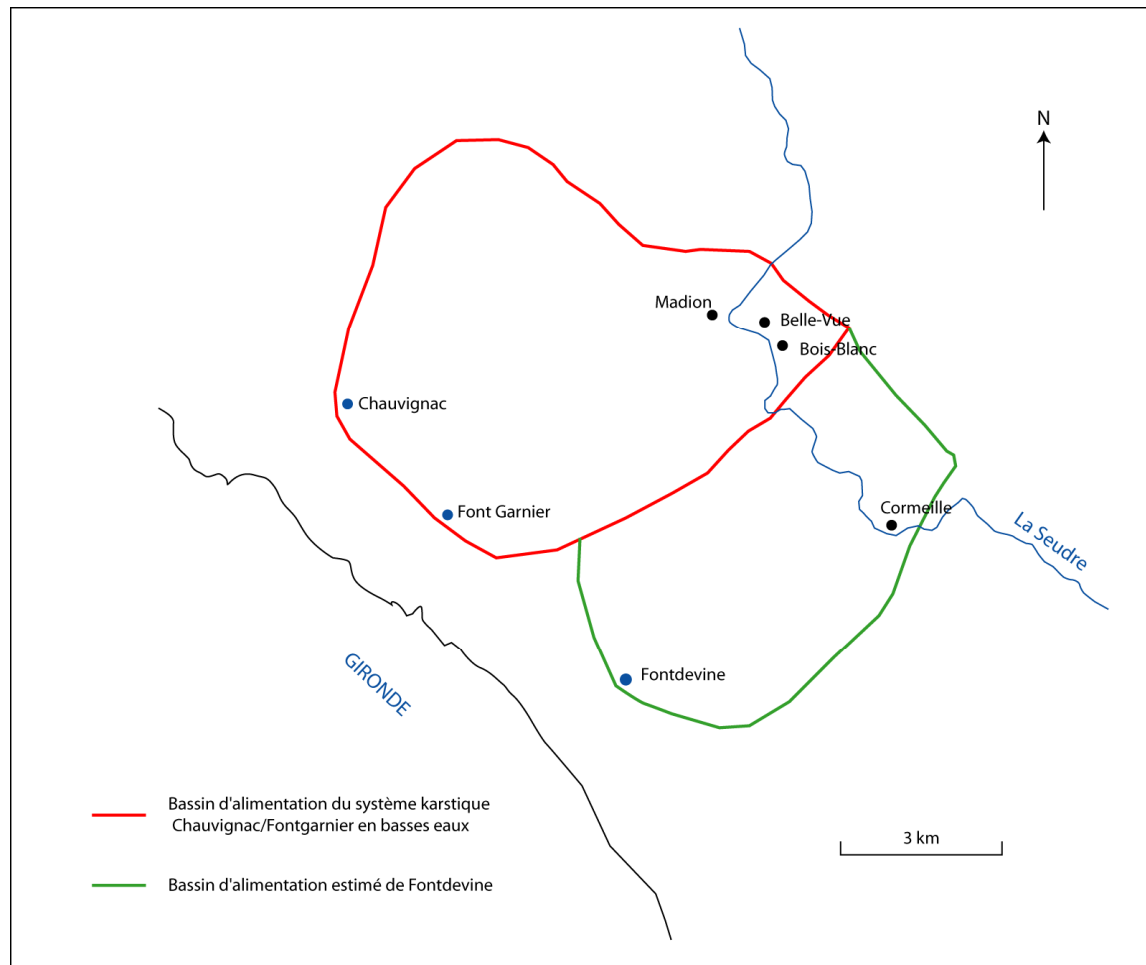 N
Madion
Belle-Vue
Bois-Blanc
Chauvignac
Font Garnier
Cormeille
La Seudre
Fontdevine
GIRONDE
Bassin d'alimentation du système karstique
Chauvignac/Fontgarnier en basses eaux
3 km
Bassin d'alimentation estimé de Fontdevine